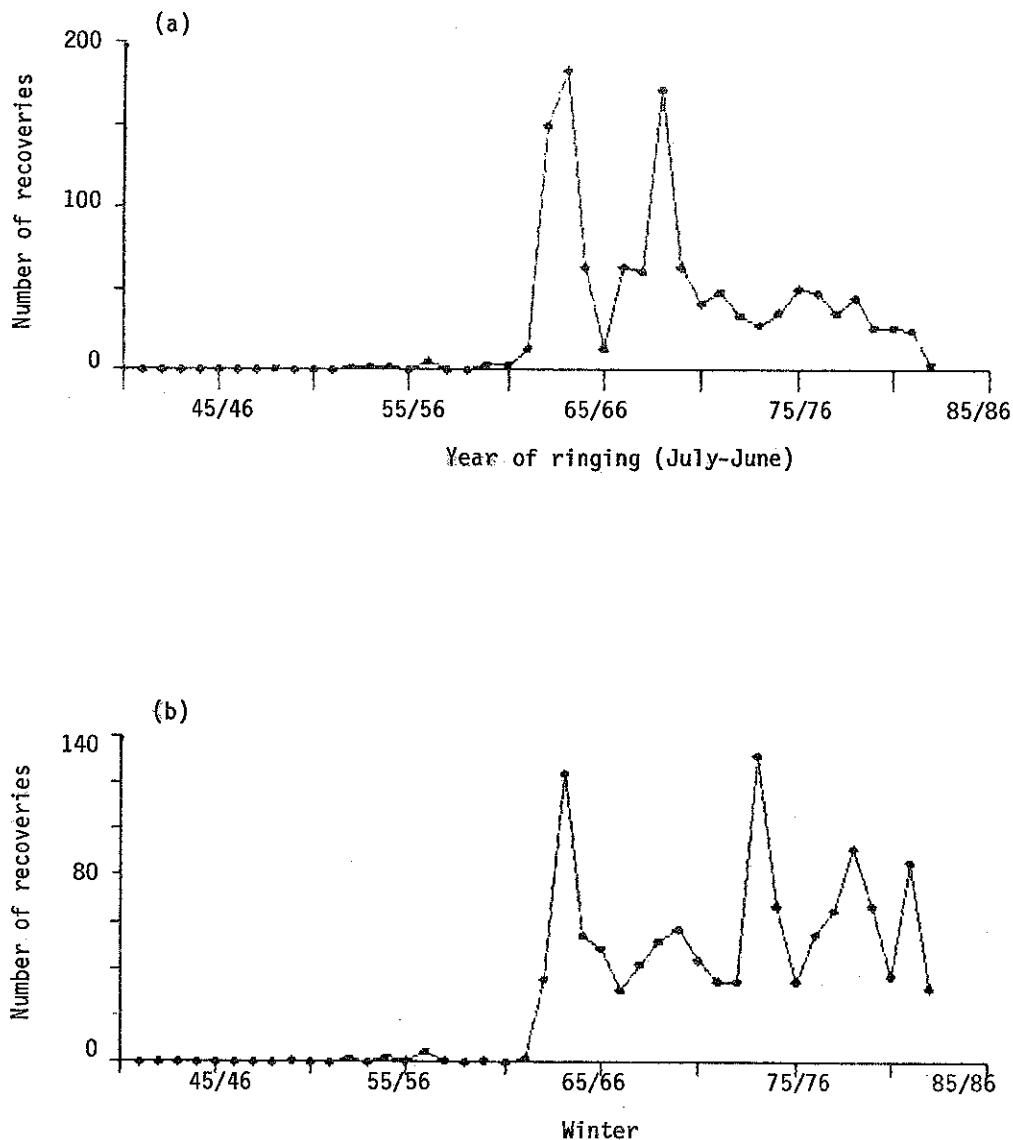 (a)
Number of recoveries
200
100
0
45/46 55/56 65/66 75/76 85/86
Year of ringing (July-June)
(b)
Number of recoveries
140
80
0
45/46 55/56 65/66 75/76 85/86
Winter